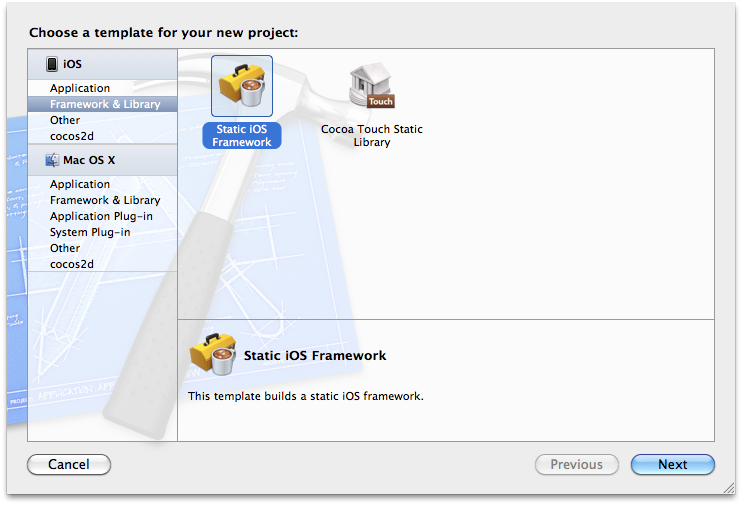 Choose a template for your new project:
iOS
Application
Framework & Library
Other
cocos2d
Mac OS X
Application
Framework & Library
Application Plug-in
System Plug-in
Other
cocos2d
Static iOS
Framework
Touch
Cocoa Touch Static
Library
Static iOS Framework
This template builds a static iOS framework.
Cancel
Previous
Next